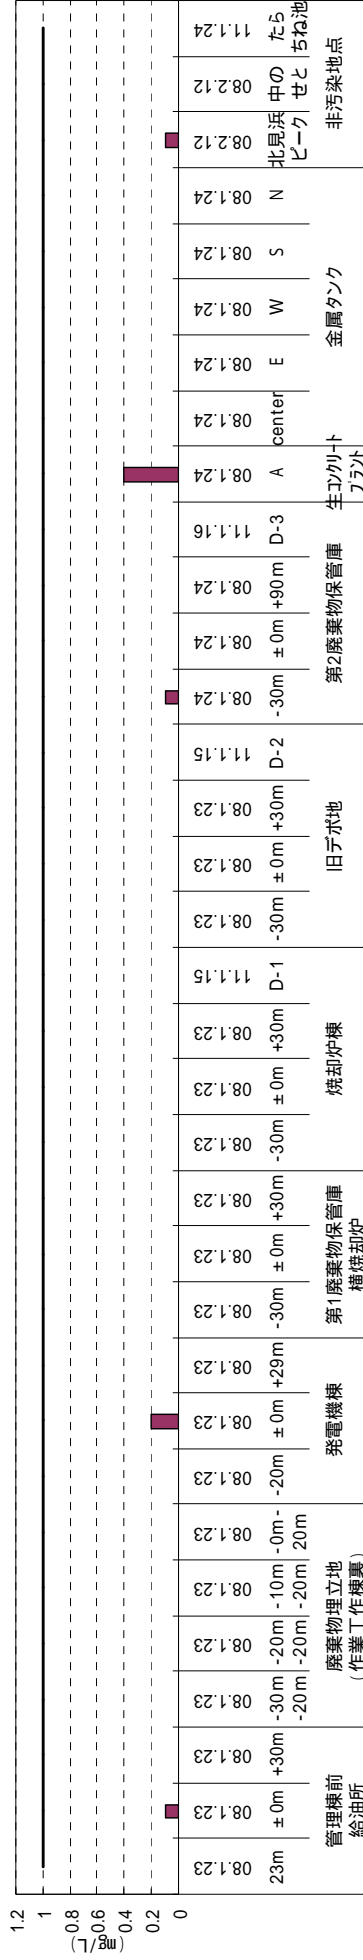 1.2
1
0.8
0.6
0.4
0.2
0
(mg/L)
08.1.23 08.1.23 08.1.23 08.1.23 08.1.23 08.1.23 08.1.23 08.1.23 08.1.23 08.1.23 08.1.23 08.1.23 08.1.23 08.1.23 08.1.23 08.1.23 11.1.15 08.1.23 08.1.23 08.1.23 11.1.15 08.1.24 08.1.24 08.1.24 11.1.16 08.1.24 08.1.24 08.1.24 08.1.24 08.1.24 08.1.24 08.2.12 08.2.12 11.1.24
23m ±0m +30m -30m -20m -10m -0m- -20m ±0m +29m -30m ±0m +30m -30m ±0m +30m D-1 -30m ±0m +30m D-2 -30m ±0m +90m D-3 A center E W S N 北見浜 中の たら
-20m -20m -20m 20m ピーク せと ちね池
管理棟前 廃棄物埋立地 発電機棟 第1廃棄物保管庫 焼却炉棟 旧デポ地 第2廃棄物保管庫 生コンクリート 金属タンク 非汚染地点
給油所 (作業工作棟裏) 横焼却炉 プラント